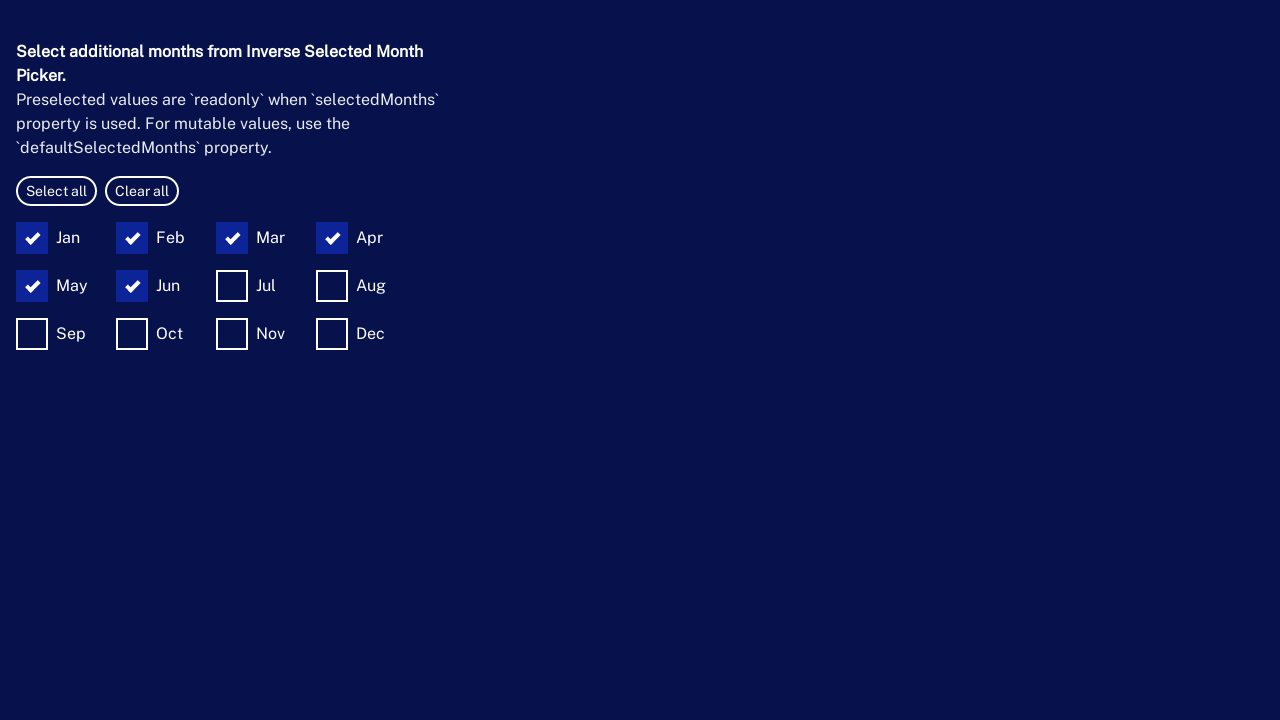 Select additional months from Inverse Selected Month
Picker.
Preselected values are `readonly` when `selectedMonths`
property is used. For mutable values, use the
`defaultSelectedMonths` property.
Select all Clear all
Jan Feb Mar Apr
May Jun Jul Aug
Sep Oct Nov Dec